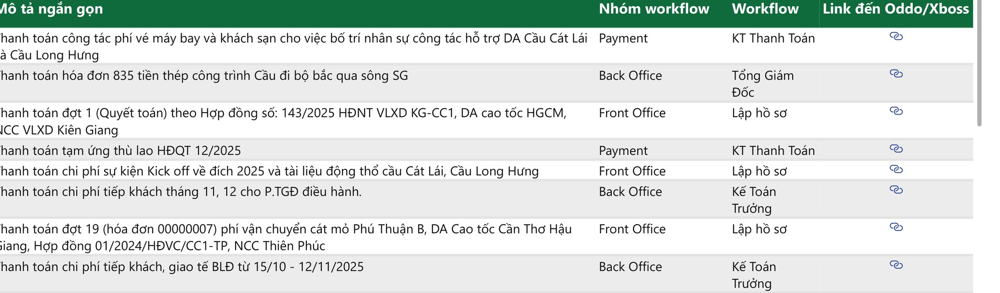 Mô tả ngắn gọn Nhóm workflow Workflow Link đến Oddo/Xboss
hanh toán công tác phí vé máy bay và khách sạn cho việc bố trí nhân sự công tác hỗ trợ DA Cầu Cát Lái Payment KT Thanh Toán
à Cầu Long Hưng
hanh toán hóa đơn 835 tiền thép công trình Cầu đi bộ bắc qua sông SG Back Office Tổng Giám
Đốc
hanh toán đợt 1 (Quyết toán) theo Hợp đồng số: 143/2025 HĐNT VLXD KG-CC1, DA cao tốc HGCM, Front Office Lập hồ sơ
NCC VLXD Kiên Giang
hanh toán tạm ứng thù lao HĐQT 12/2025 Payment KT Thanh Toán
hanh toán chi phí sự kiện Kick off về đích 2025 và tài liệu động thổ cầu Cát Lái, Cầu Long Hưng Front Office Lập hồ sơ
hanh toán chi phí tiếp khách tháng 11, 12 cho P.TGĐ điều hành. Back Office Kế Toán
Trưởng
hanh toán đợt 19 (hóa đơn 00000007) phí vận chuyển cát mỏ Phú Thuận B, DA Cao tốc Cần Thơ Hậu Front Office Lập hồ sơ
Giang, Hợp đồng 01/2024/HĐVC/CC1-TP, NCC Thiên Phúc
hanh toán chi phí tiếp khách, giao tế BLĐ từ 15/10 - 12/11/2025 Back Office Kế Toán
Trưởng